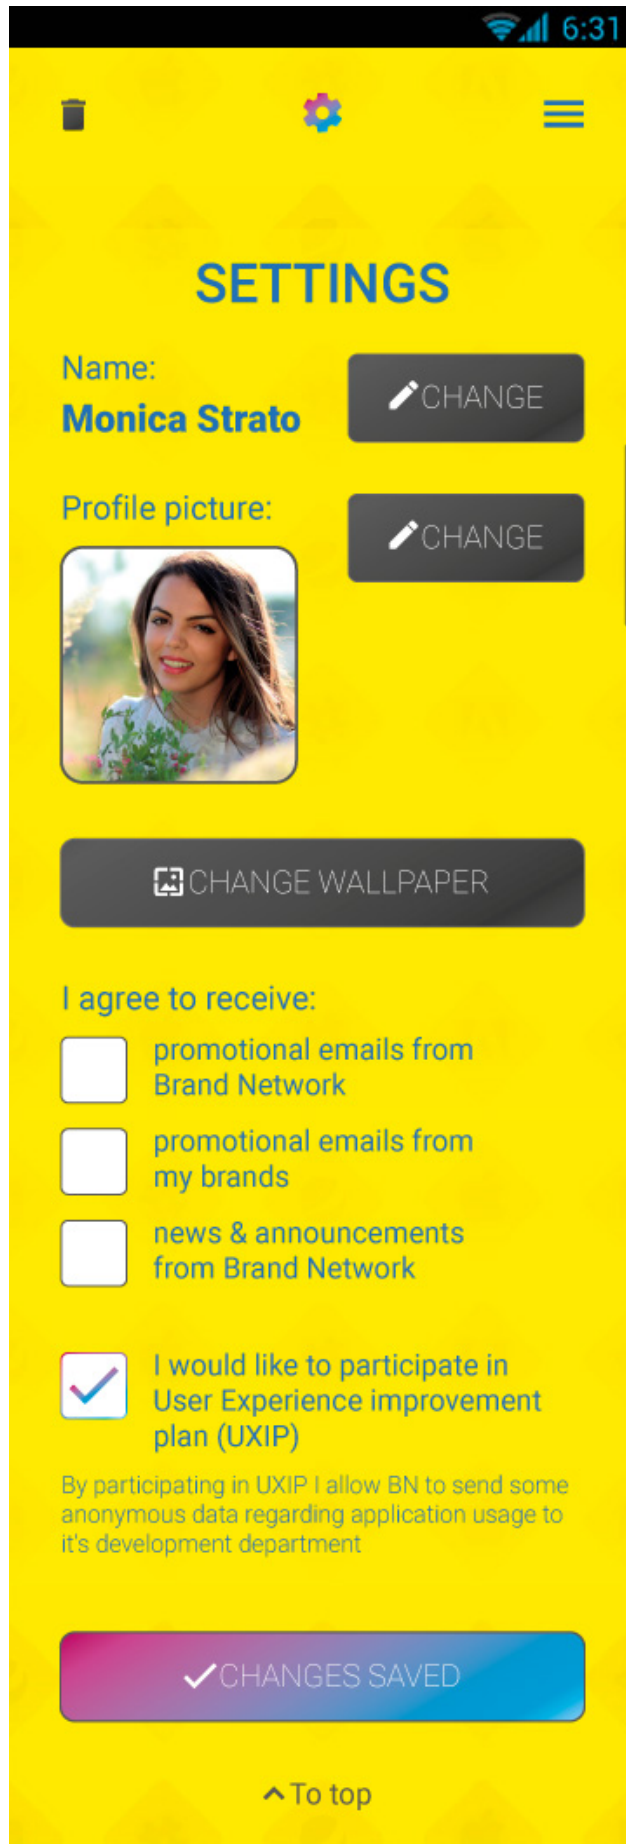 6:31
SETTINGS
Name:
Monica Strato
CHANGE
Profile picture:
CHANGE
CHANGE WALLPAPER
I agree to receive:
promotional emails from
Brand Network
promotional emails from
my brands
news & announcements
from Brand Network
I would like to participate in
User Experience improvement
plan (UXIP)
By participating in UXIP I allow BN to send some
anonymous data regarding application usage to
it's development department
CHANGES SAVED
To top